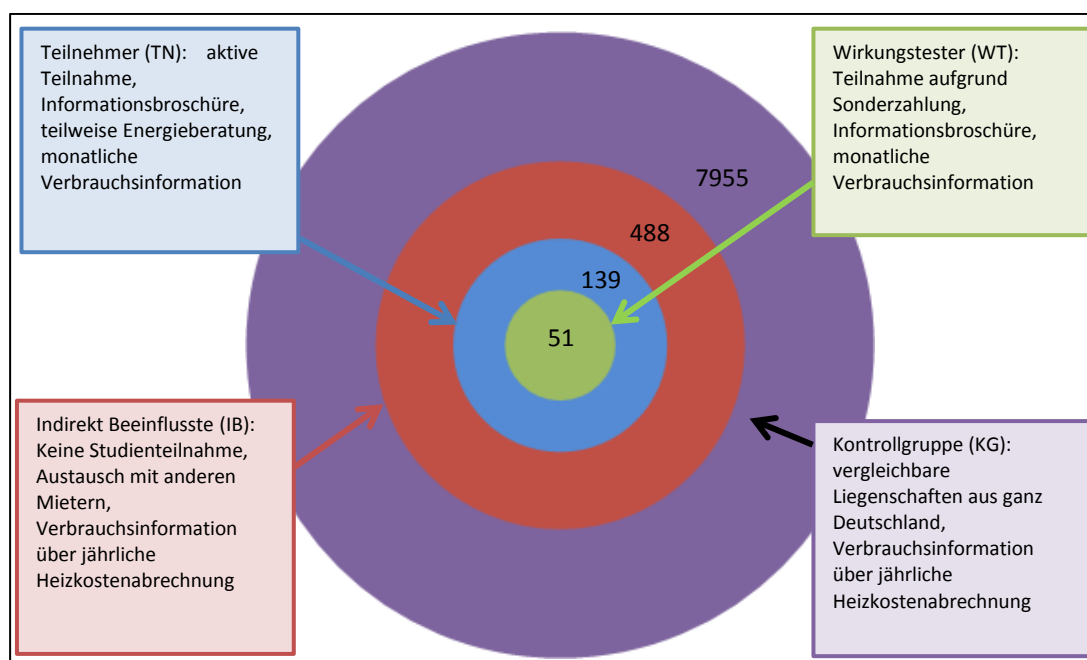 Teilnehmer (TN): aktive
Teilnahme,
Informationsbroschüre,
teilweise Energieberatung,
monatliche
Verbrauchsinformation
Wirkungstester (WT):
Teilnahme aufgrund
Sonderzahlung,
Informationsbroschüre,
monatliche
Verbrauchsinformation
7955
488
139
51
Indirekt Beeinflusste (IB):
Keine Studienteilnahme,
Austausch mit anderen
Mietern,
Verbrauchsinformation
über jährliche
Heizkostenabrechnung
Kontrollgruppe (KG):
vergleichbare
Liegenschaften aus ganz
Deutschland,
Verbrauchsinformation
über jährliche
Heizkostenabrechnung